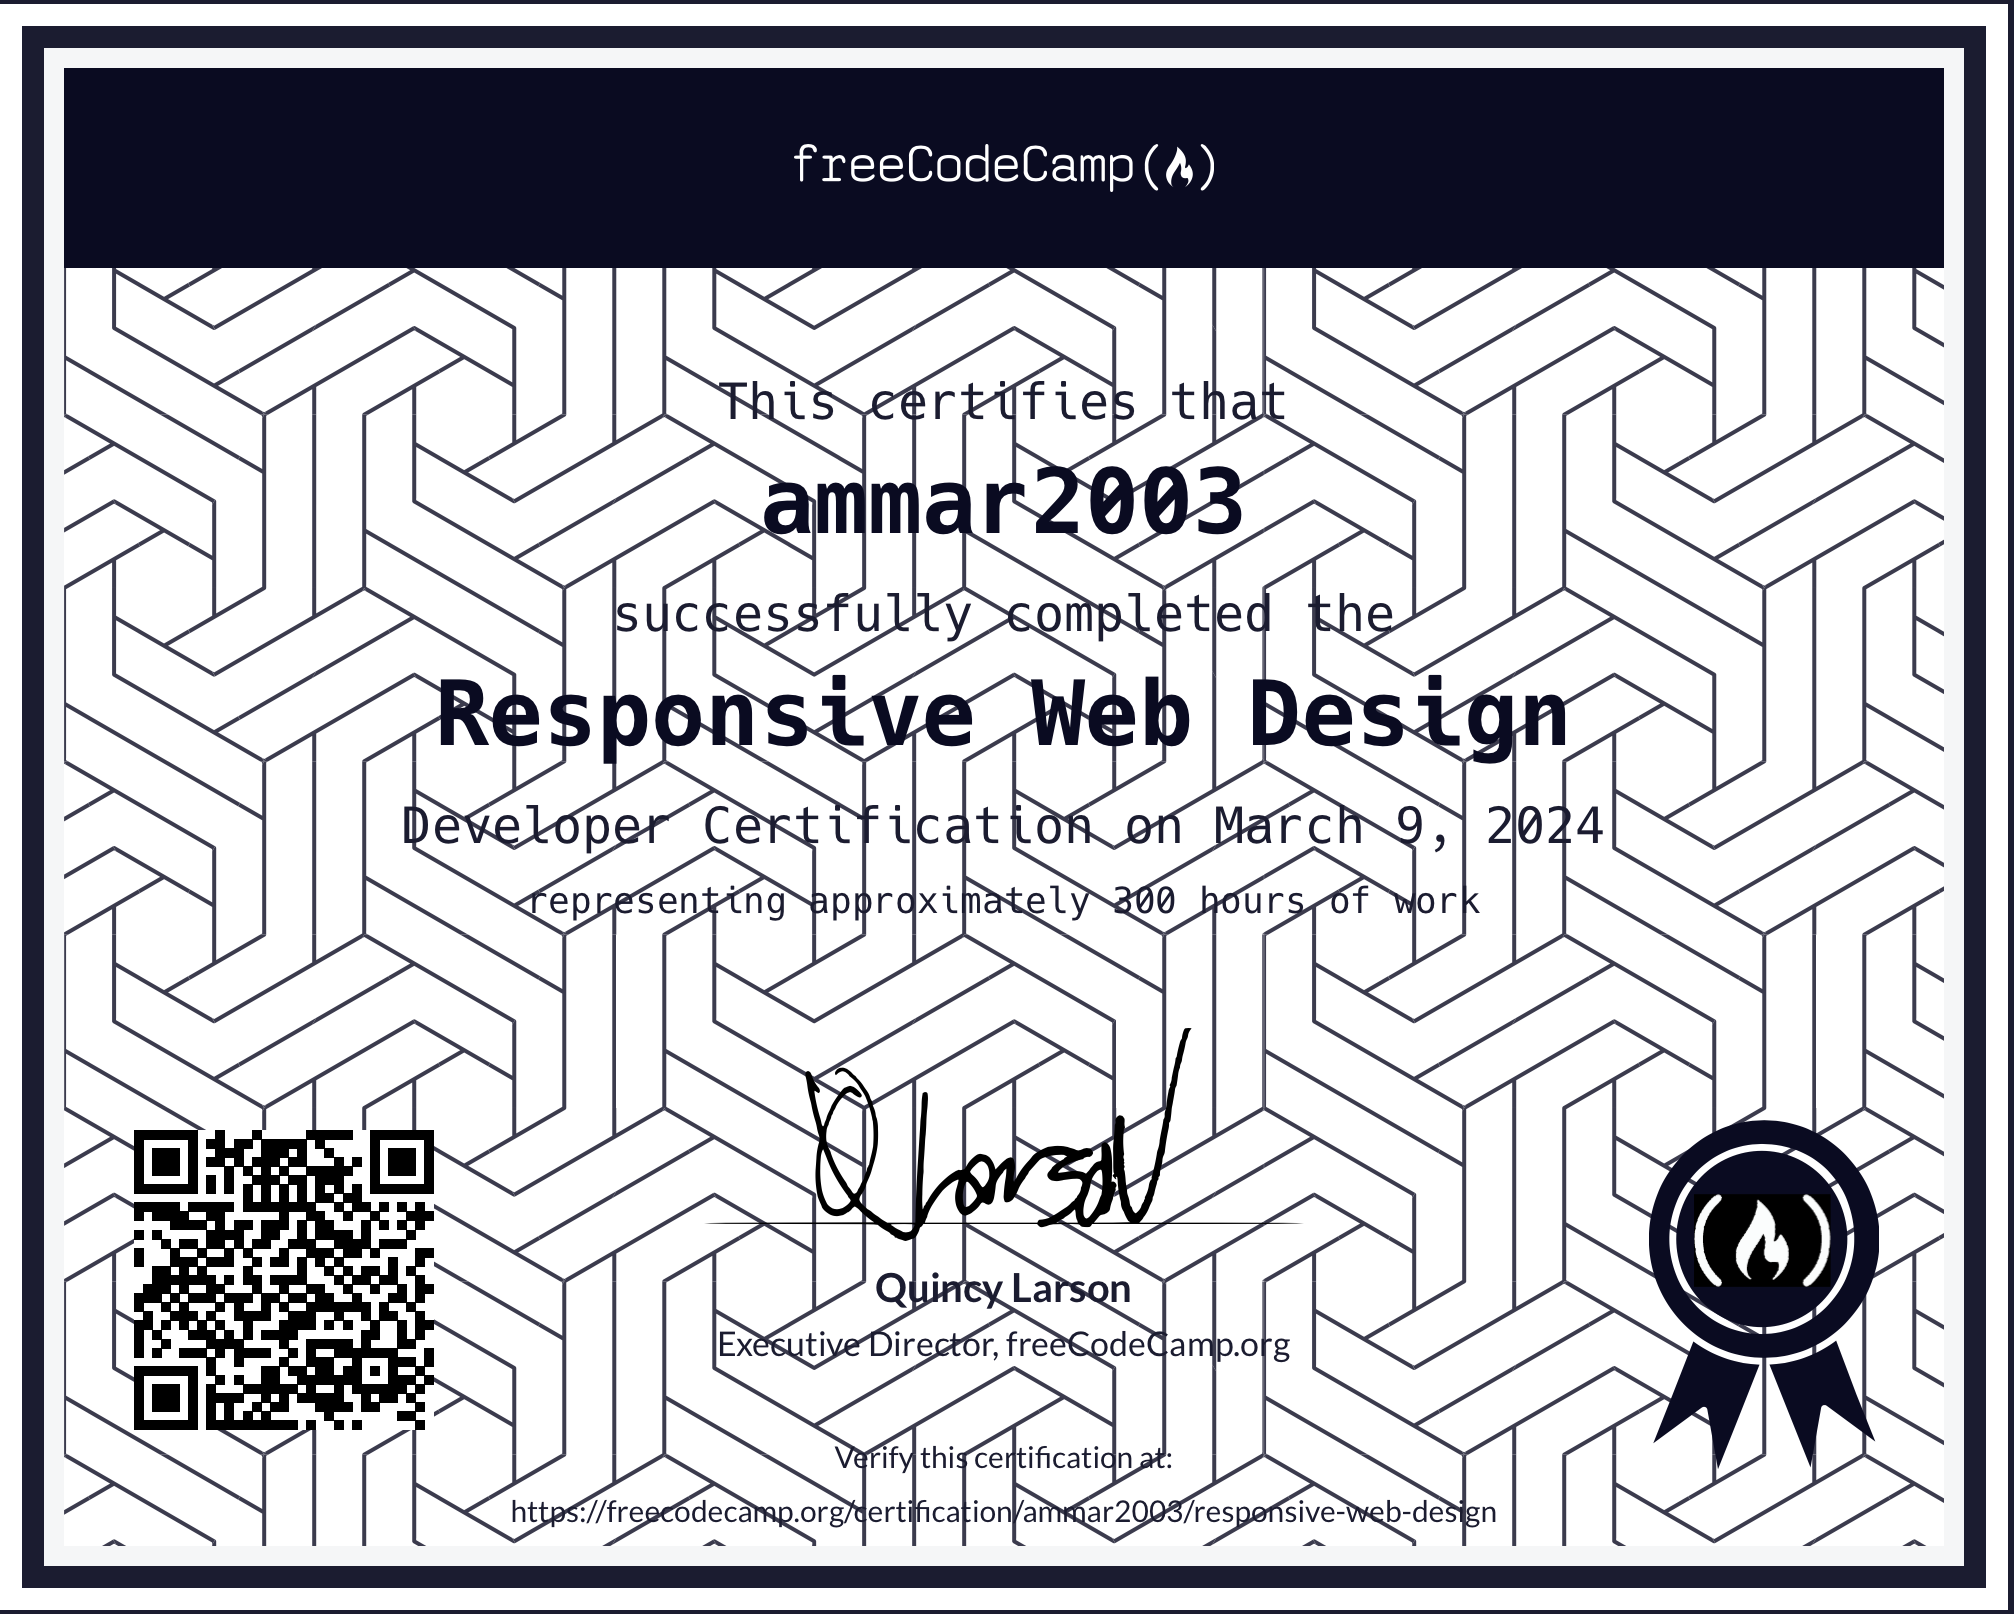 freeCodeCamp
This certifies that
ammar2003
successfully completed the
Responsive Web Design
Developer Certification on March 9, 2024
representing approximately 300 hours of work
Q Larson
Quincy Larson
Executive Director, freeCodeCamp.org
Verify this certification at:
https://freecodecamp.org/certification/ammar2003/responsive-web-design